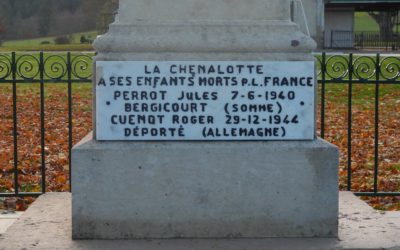 LA CHENALOTTE
A SES ENFANTS MORTS P.L. FRANCE
PERROT JULES 7-6-1940
• BERGICOURT (SOMME) •
CUENOT ROGER 29-12-1944
DÉPORTÉ (ALLEMAGNE)